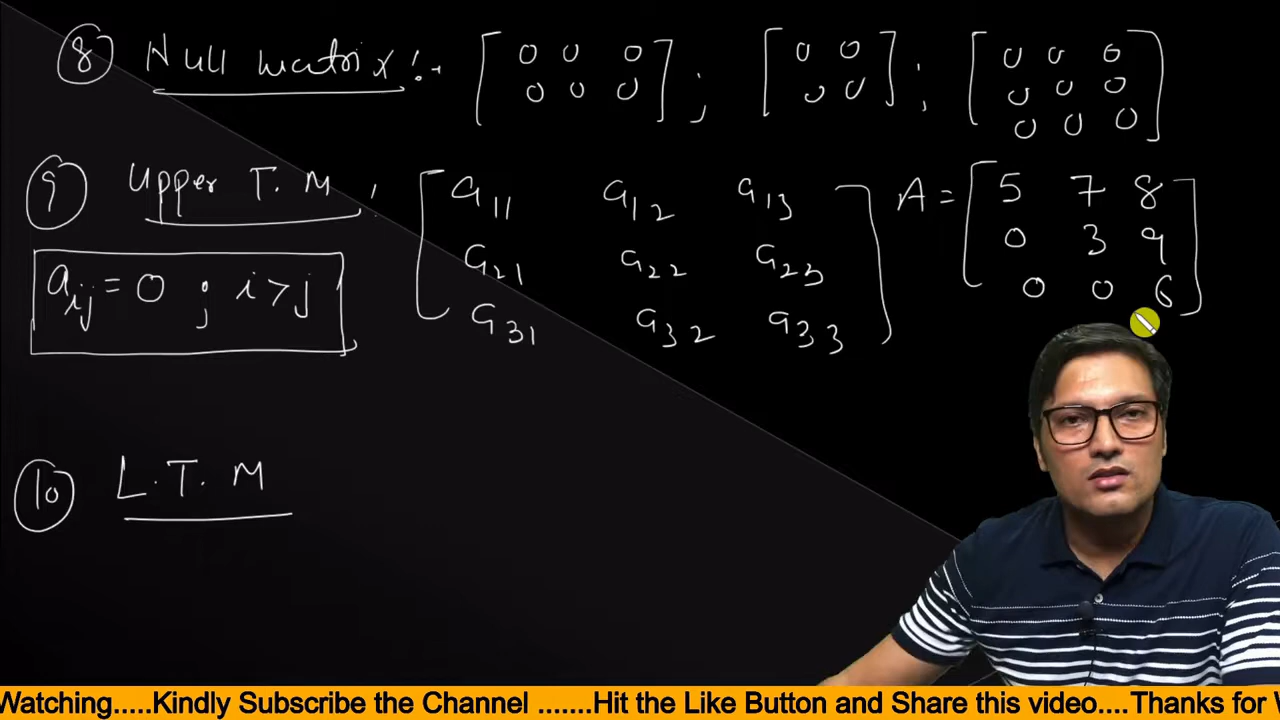 8 Null matrix :- [ 0 0 0 ; [ 0 0 ; [ 0 0 0
0 0 0 ] 0 0 ] 0 0 0
0 0 0 ]
9 Upper T. M : [ a11 a12 a13 ] A = [ 5 7 8
aij = 0 ; i > j a21 a22 a23 0 3 9
a31 a32 a33 0 0 6 ]
10 L.T. M
Watching.....Kindly Subscribe the Channel .......Hit the Like Button and Share this video....Thanks for